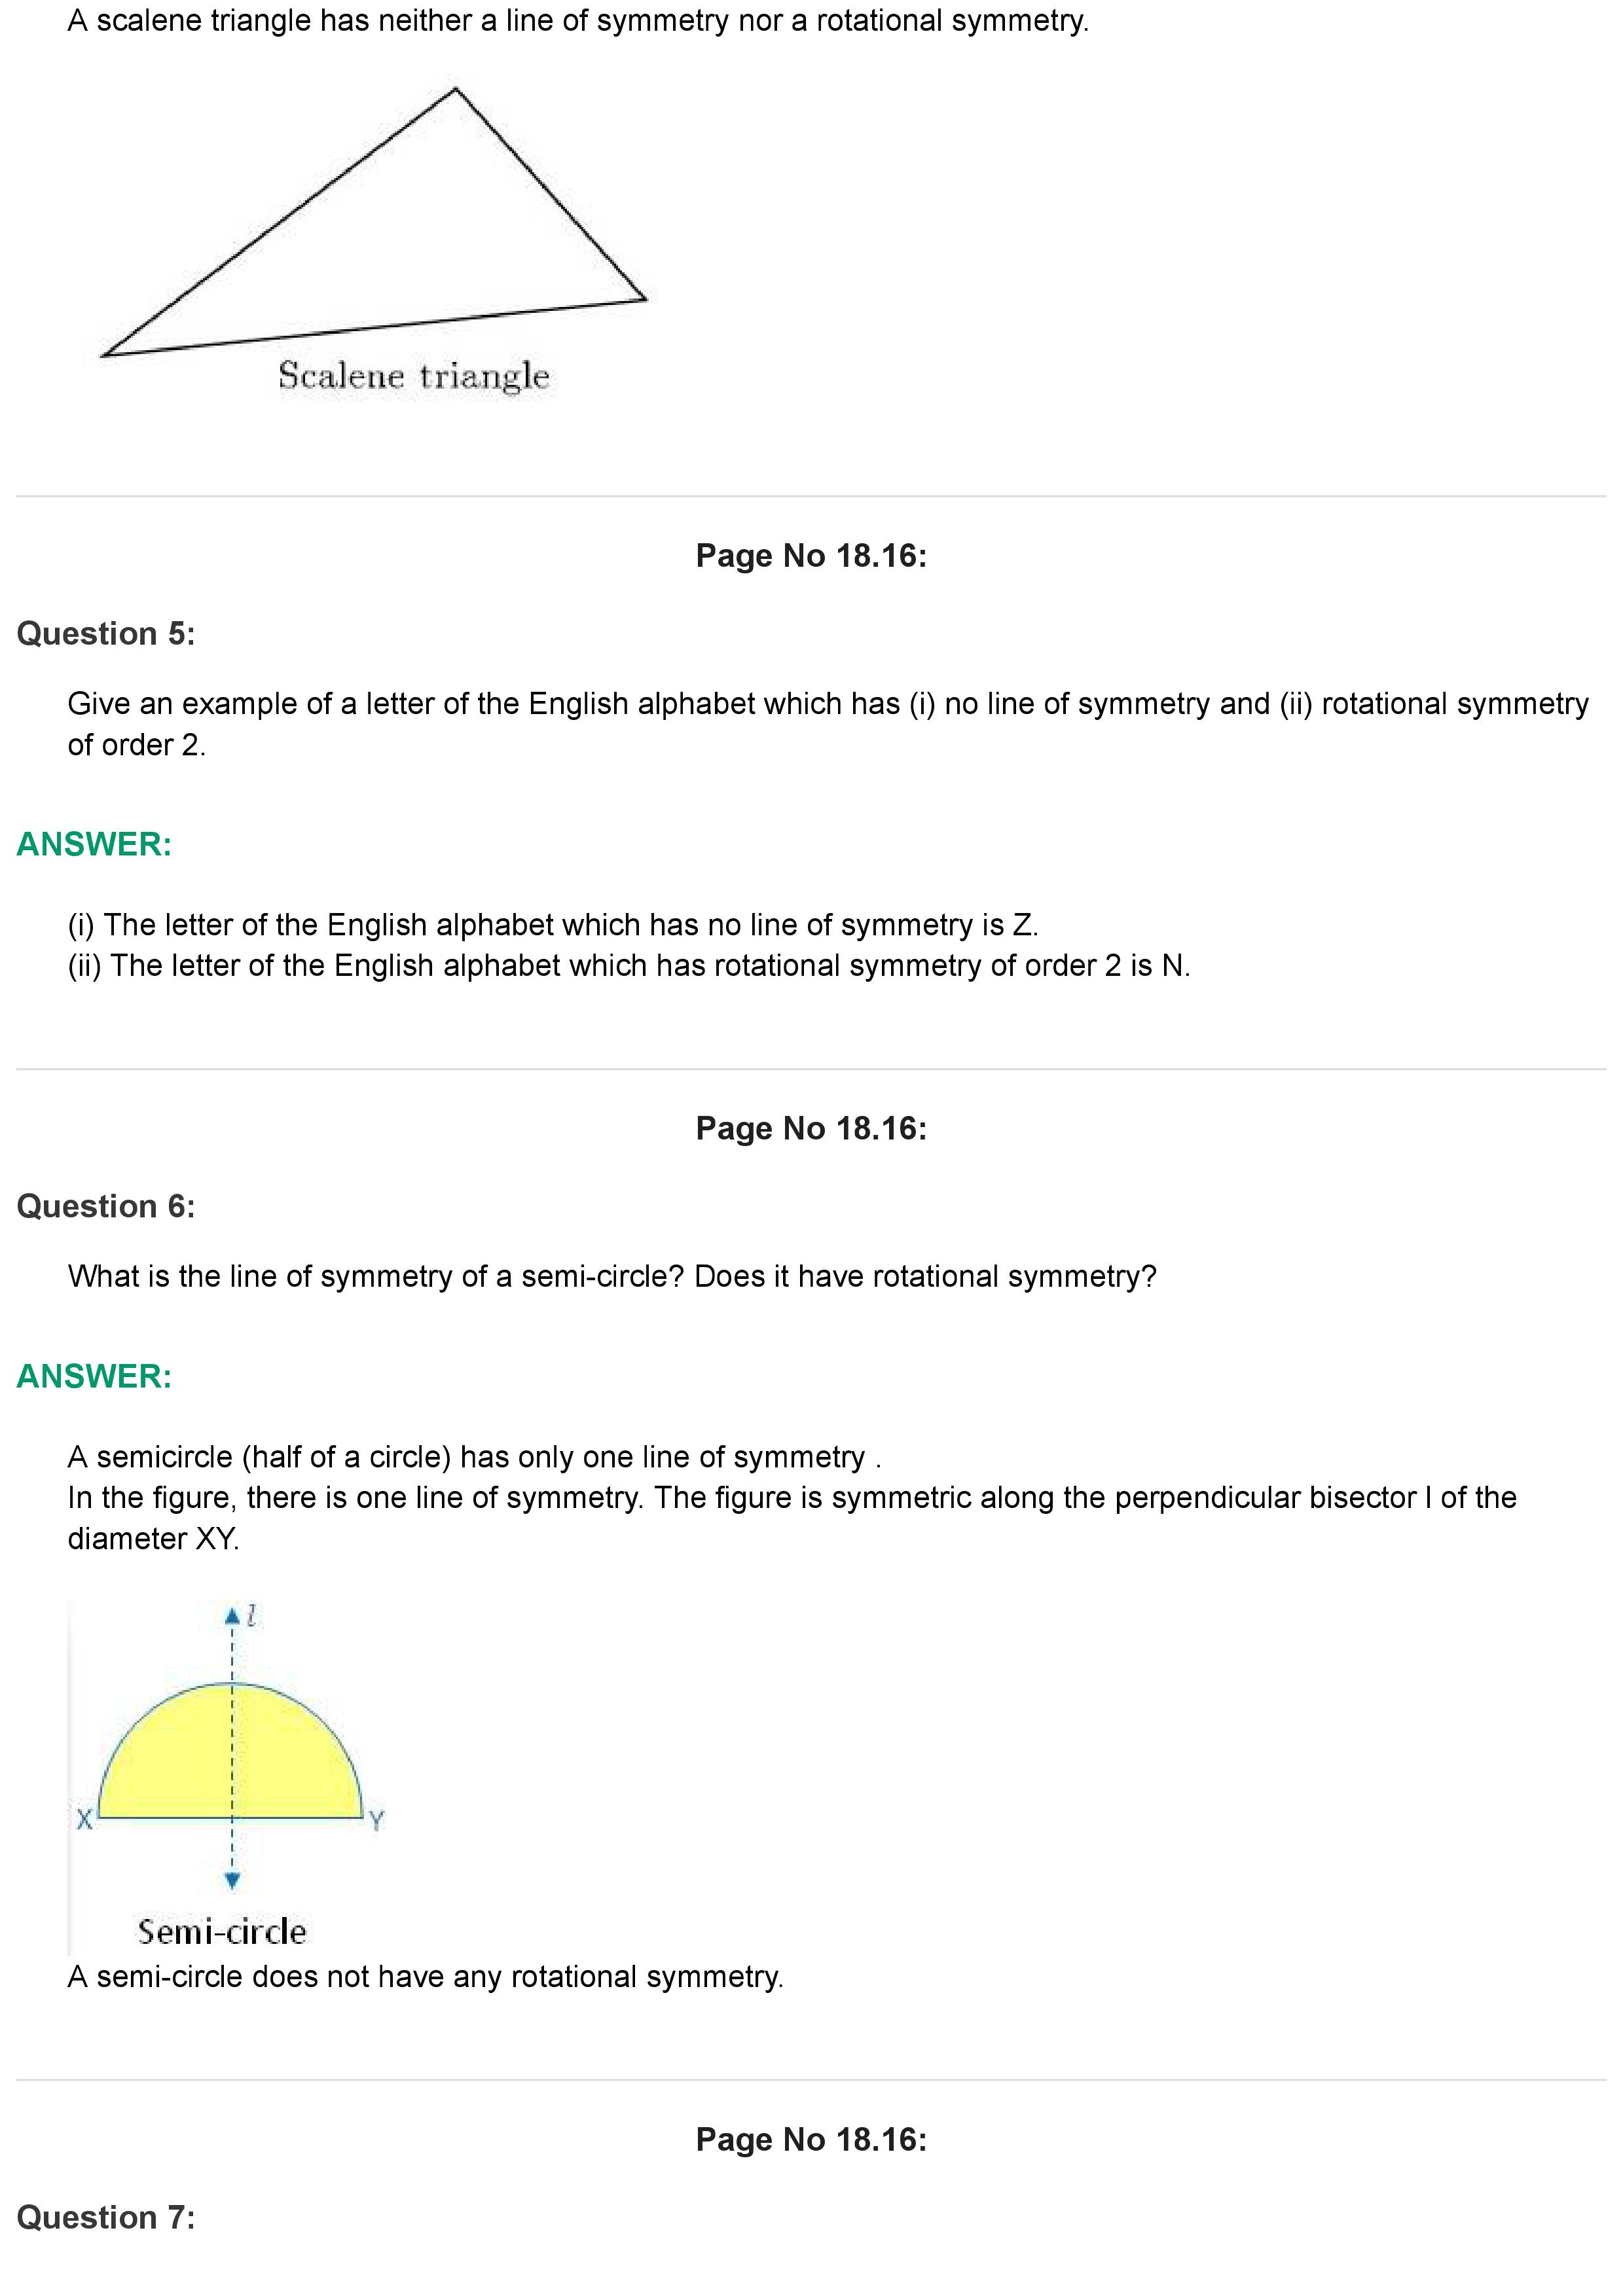 A scalene triangle has neither a line of symmetry nor a rotational symmetry.
Scalene triangle
Page No 18.16:
Question 5:
Give an example of a letter of the English alphabet which has (i) no line of symmetry and (ii) rotational symmetry
of order 2.
ANSWER:
(i) The letter of the English alphabet which has no line of symmetry is Z.
(ii) The letter of the English alphabet which has rotational symmetry of order 2 is N.
Page No 18.16:
Question 6:
What is the line of symmetry of a semi-circle? Does it have rotational symmetry?
ANSWER:
A semicircle (half of a circle) has only one line of symmetry .
In the figure, there is one line of symmetry. The figure is symmetric along the perpendicular bisector l of the
diameter XY.
l
X Y
Semi-circle
A semi-circle does not have any rotational symmetry.
Page No 18.16:
Question 7: